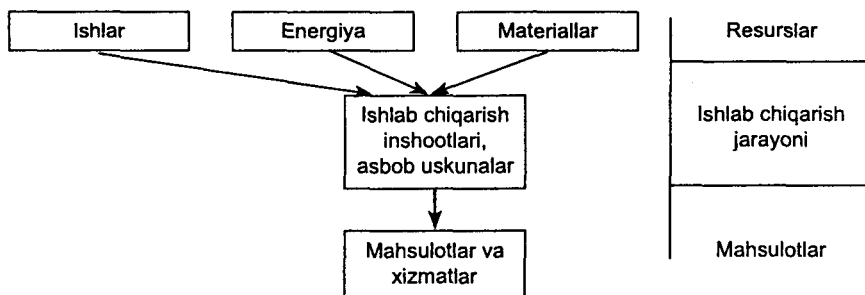 Ishlar
Energiya
Materiallar
Resurslar
Ishlab chiqarish
inshootlari,
asbob uskunalar
Ishlab chiqarish
jarayoni
Mahsulotlar va
xizmatlar
Mahsulotlar